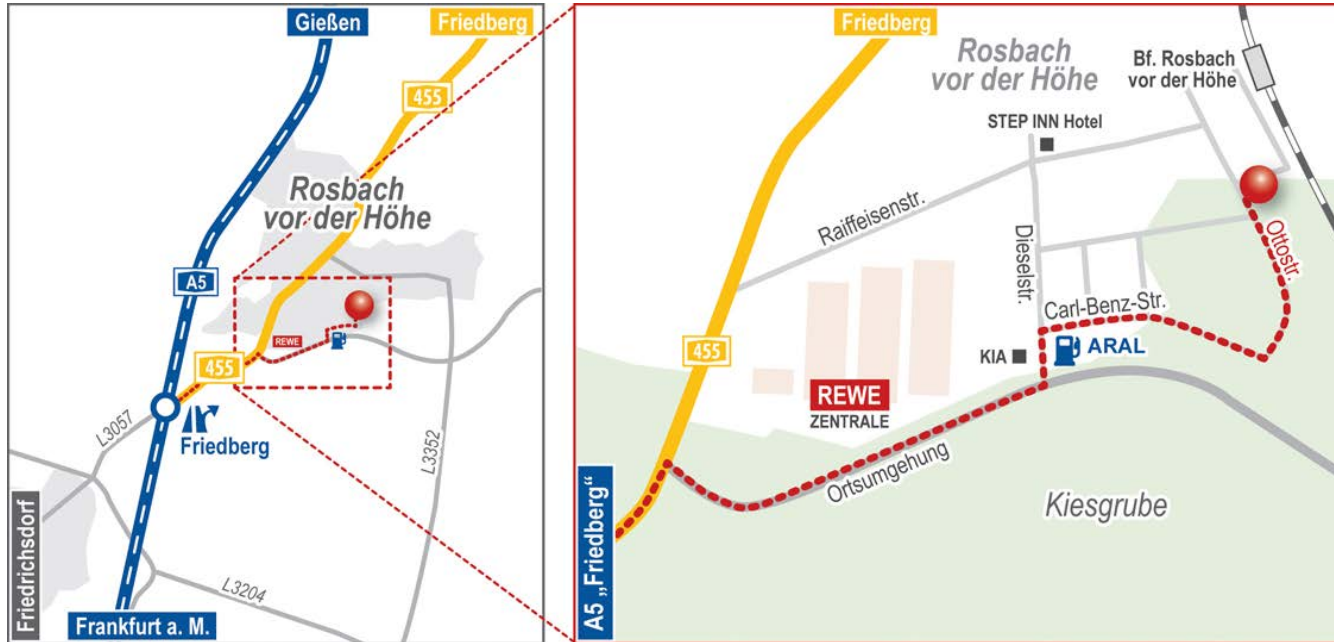 Gießen
Friedberg
455
Rosbach
vor der Höhe
A5
REWE
455
Friedberg
L3057
L3352
L3204
Friedrichsdorf
Frankfurt a. M.
Friedberg
Rosbach
vor der Höhe
Bf. Rosbach
vor der Höhe
STEP INN Hotel
Raiffeisenstr.
Dieselstr.
Ottostr.
Carl-Benz-Str.
455
KIA
ARAL
REWE
ZENTRALE
Ortsumgehung
Kiesgrube
A5 „Friedberg“